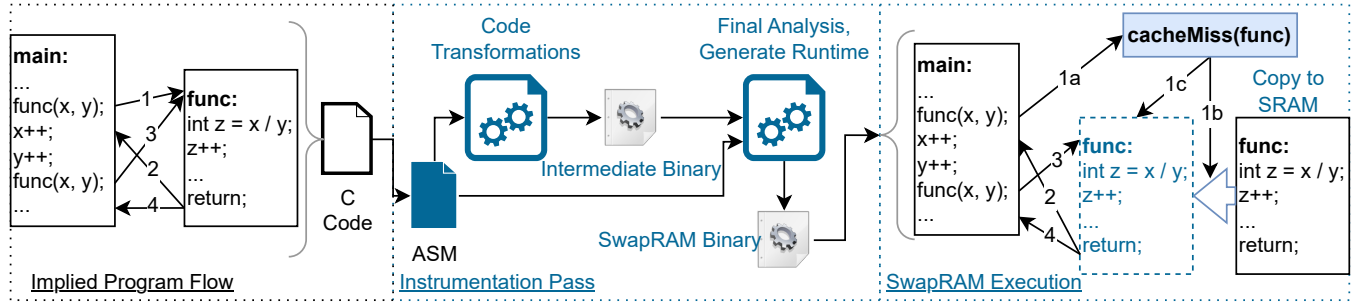 main:
...
func(x, y);
x++;
y++;
func(x, y);
...
1
3
2
4
func:
int z = x / y;
z++;
...
return;
C
Code
Implied Program Flow
Code
Transformations
Final Analysis,
Generate Runtime
Intermediate Binary
ASM
SwapRAM Binary
Instrumentation Pass
main:
...
func(x, y);
x++;
y++;
func(x, y);
...
cacheMiss(func)
1a
1c
1b
Copy to
SRAM
3
2
4
func:
int z = x / y;
z++;
...
return;
func:
int z = x / y;
z++;
...
return;
SwapRAM Execution